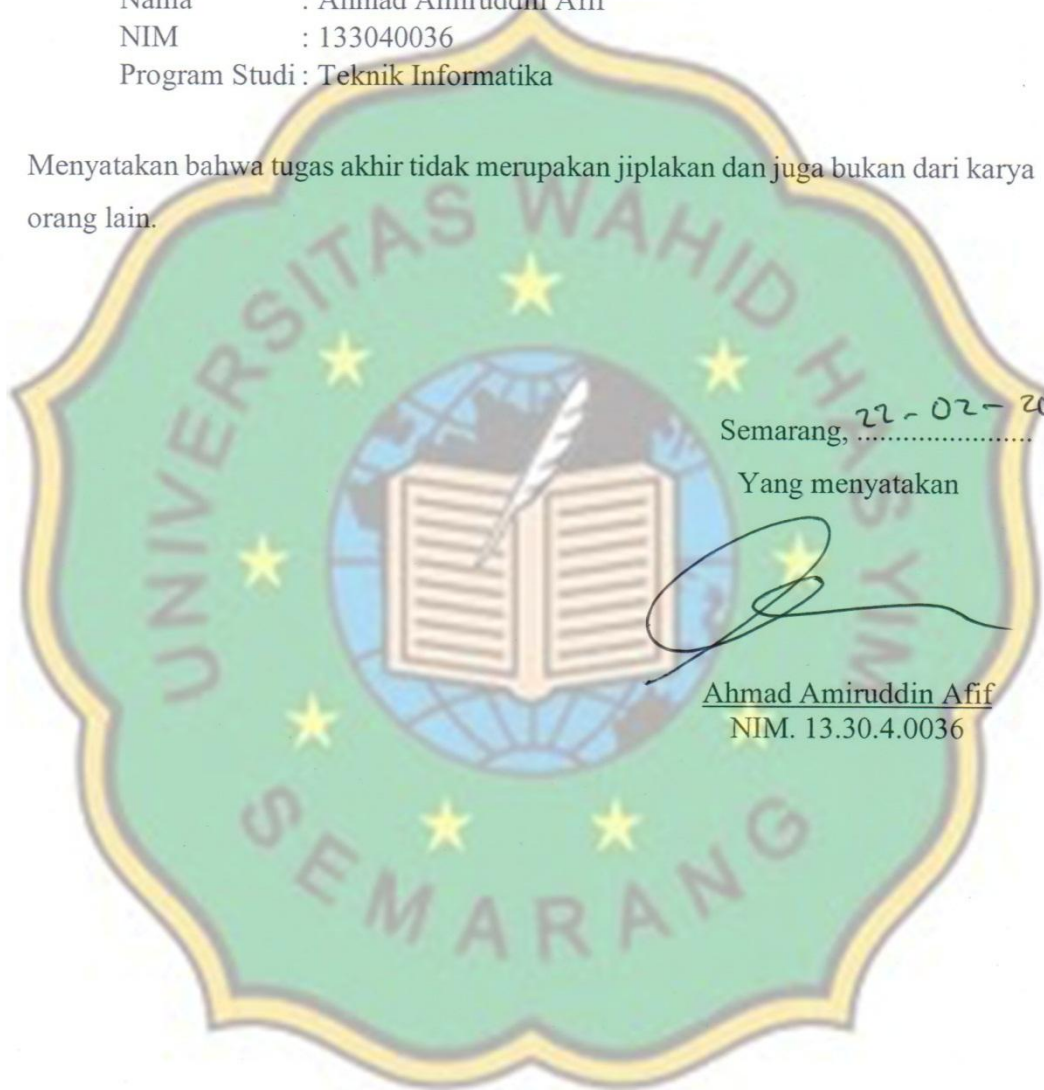 Nama : Ahmad Amiruddin Afif
NIM : 133040036
Program Studi : Teknik Informatika
Menyatakan bahwa tugas akhir tidak merupakan jiplakan dan juga bukan dari karya
orang lain.
UNIVERSITAS WAHID HASYIM
SEMARANG
Semarang, 22-02-20
Yang menyatakan
Ahmad Amiruddin Afif
NIM. 13.30.4.0036